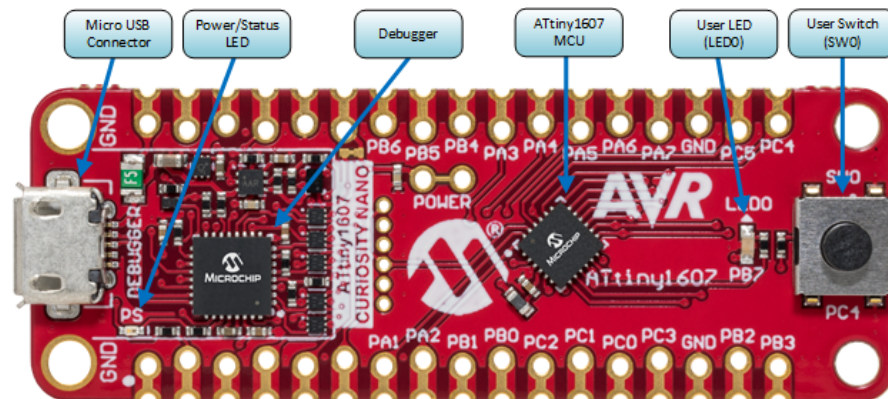 Micro USB
Connector
Power/Status
LED
Debugger
ATtiny1607
MCU
User LED
(LED0)
User Switch
(SW0)
GND
PB6
PB5
PB4
PA3
PA4
PA5
PA6
PA7
GND
PC5
PC4
FS
DEBUGGER
PS
MICROCHIP
ATtiny1607
CURIOSITY NANO
POWER
®
MICROCHIP
AVR
ATtiny1607
LED0
PB7
SW0
PC4
GND
PA1
PA2
PB1
PB0
PC2
PC1
PC0
PC3
GND
PB2
PB3